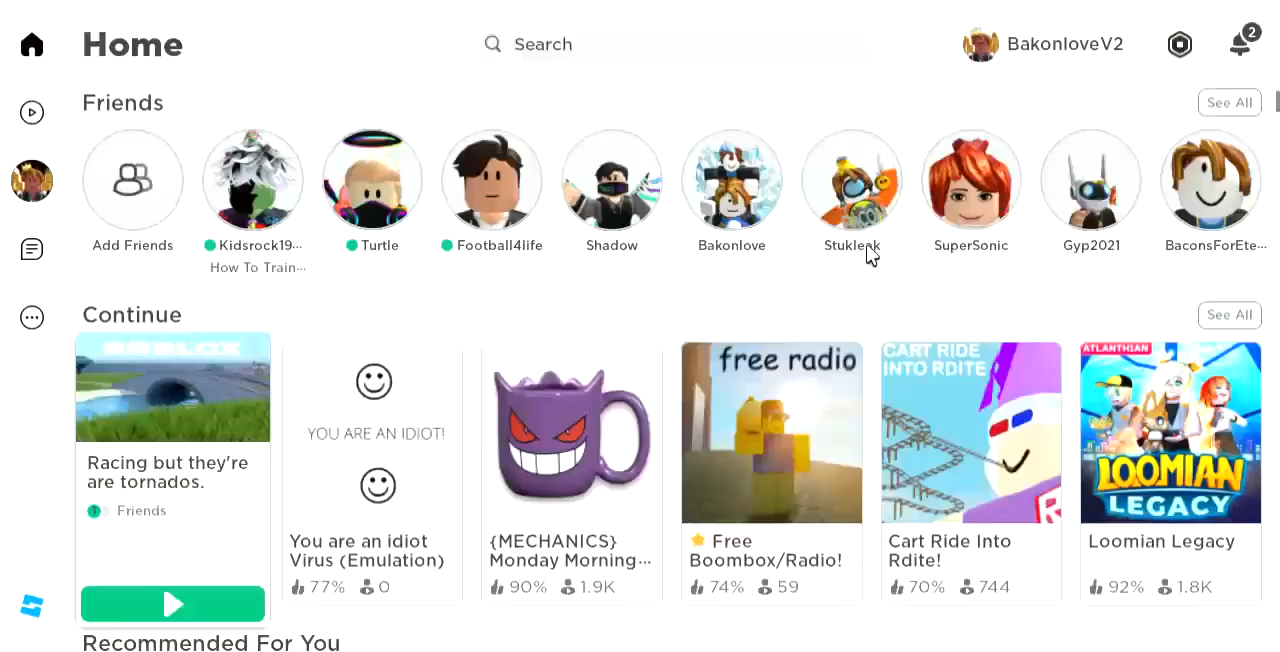 Home
Search
BakonloveV2
2
Friends
See All
Add Friends
Kidsrock19...
Turtle
Football4life
Shadow
Bakonlove
Stukleak
SuperSonic
Gyp2021
BaconsForEte...
How To Train...
Continue
See All
ROBLOX
Racing but they're
are tornados.
1 Friends
YOU ARE AN IDIOT!
You are an idiot
Virus (Emulation)
77% 0
{MECHANICS}
Monday Morning...
90% 1.9K
free radio
Free
Boombox/Radio!
74% 59
CART RIDE
INTO RDITE
R
Cart Ride Into
Rdite!
70% 744
ATLANTHIAN
LOOMIAN
LEGACY
Loomian Legacy
92% 1.8K
Recommended For You